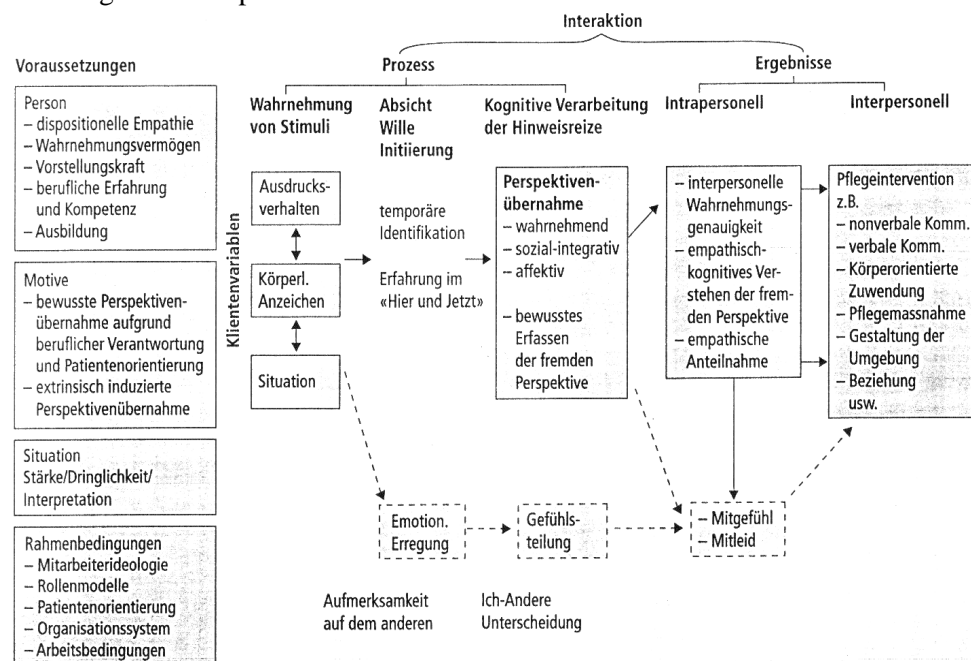 Interaktion
Voraussetzungen
Prozess
Ergebnisse
Person
– dispositionelle Empathie
– Wahrnehmungsvermögen
– Vorstellungskraft
– berufliche Erfahrung
und Kompetenz
– Ausbildung
Motive
– bewusste Perspektiven-
übernahme aufgrund
beruflicher Verantwortung
und Patientenorientierung
– extrinsisch induzierte
Perspektivenübernahme
Situation
Stärke/Dringlichkeit/
Interpretation
Rahmenbedingungen
– Mitarbeiterideologie
– Rollenmodelle
– Patientenorientierung
– Organisationssystem
– Arbeitsbedingungen
Klientenvariablen
Wahrnehmung
von Stimuli
Ausdrucks-
verhalten
Körperl.
Anzeichen
Situation
Absicht
Wille
Initiierung
temporäre
Identifikation
Erfahrung im
«Hier und Jetzt»
Kognitive Verarbeitung
der Hinweisreize
Perspektiven-
übernahme
– wahrnehmend
– sozial-integrativ
– affektiv
– bewusstes
Erfassen
der fremden
Perspektive
Intrapersonell
– interpersonelle
Wahrnehmungs-
genauigkeit
– empathisch-
kognitives Ver-
stehen der frem-
den Perspektive
– empathische
Anteilnahme
Interpersonell
Pflegeintervention
z.B.
– nonverbale Komm.
– verbale Komm.
– Körperorientierte
Zuwendung
– Pflegemassnahme
– Gestaltung der
Umgebung
– Beziehung
usw.
Emotion.
Erregung
Gefühls-
teilung
– Mitgefühl
– Mitleid
Aufmerksamkeit
auf dem anderen
Ich-Andere
Unterscheidung